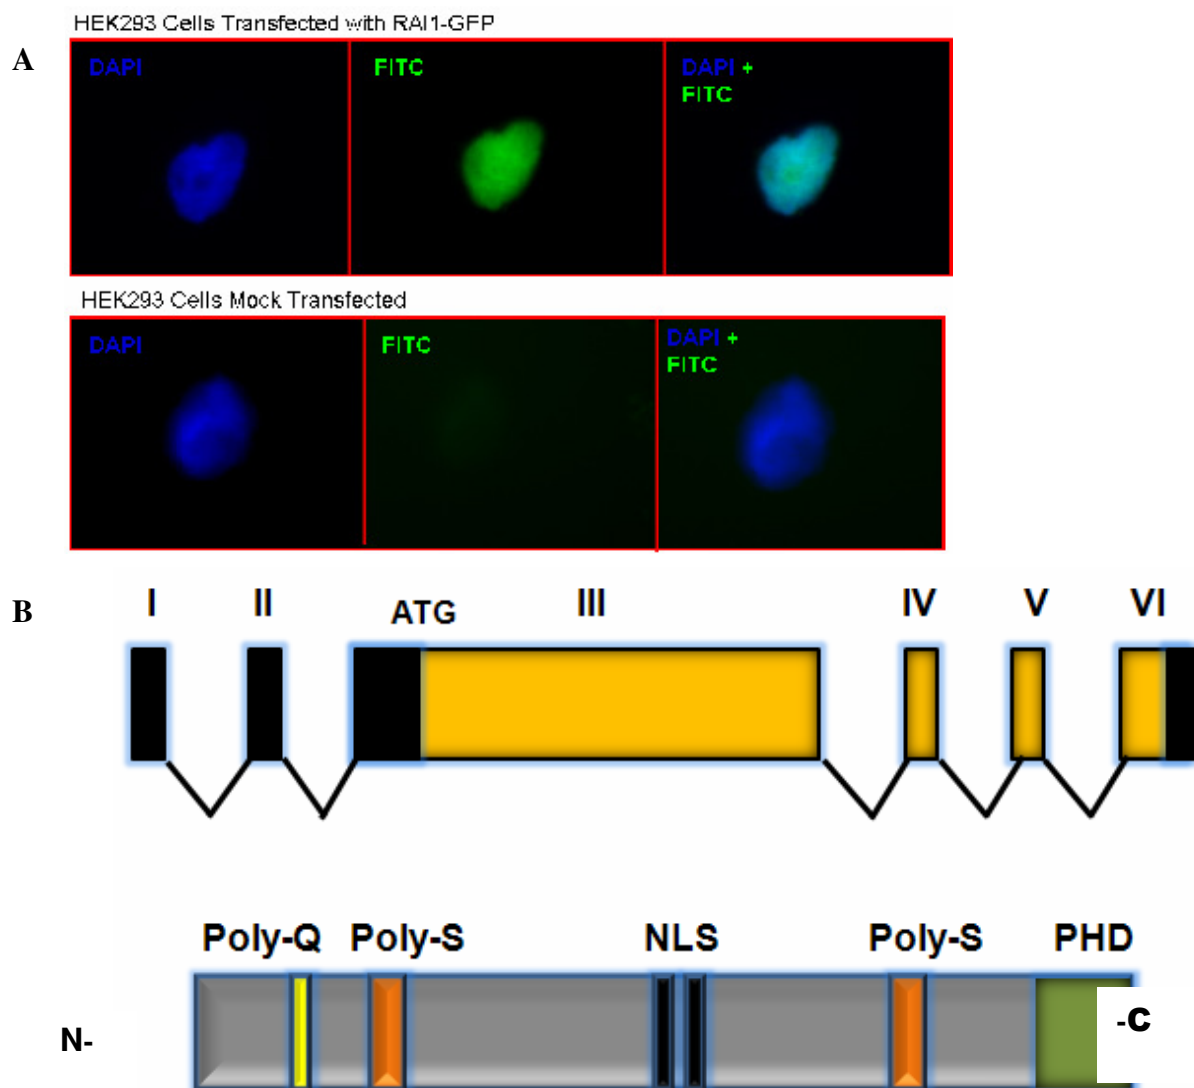 HEK293 Cells Transfected with RAI1-GFP
A
DAPI
FITC
DAPI +
FITC
HEK293 Cells Mock Transfected
DAPI
FITC
DAPI +
FITC
B
I II ATG III IV V VI
Poly-Q Poly-S NLS Poly-S PHD
N- -C